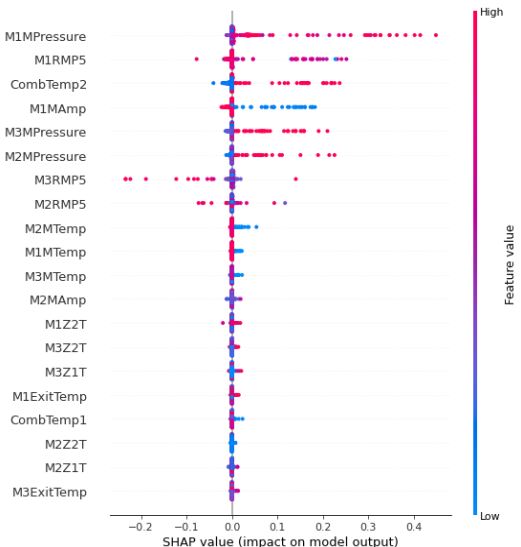 High
M1MPressure
M1RMP5
CombTemp2
M1MAmp
M3MPressure
M2MPressure
M3RMP5
M2RMP5
M2MTemp
M1MTemp
M3MTemp
M2MAmp
M1Z2T
M3Z2T
M3Z1T
M1ExitTemp
CombTemp1
M2Z2T
M2Z1T
M3ExitTemp
Feature value
Low
−0.2 −0.1 0.0 0.1 0.2 0.3 0.4
SHAP value (impact on model output)